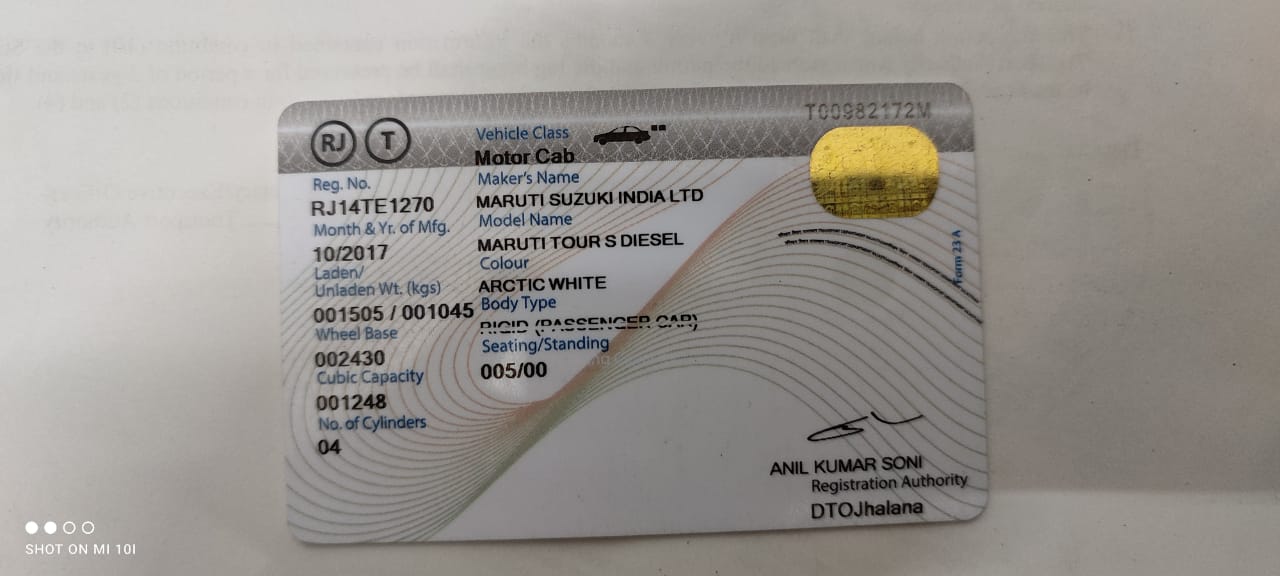 T00982172M
RJ T
Vehicle Class
Motor Cab
Reg. No.
RJ14TE1270
Month & Yr. of Mfg.
10/2017
Laden/
Unladen Wt. (kgs)
001505 / 001045
Wheel Base
002430
Cubic Capacity
001248
No. of Cylinders
04
Maker's Name
MARUTI SUZUKI INDIA LTD
Model Name
MARUTI TOUR S DIESEL
Colour
ARCTIC WHITE
Body Type
RIGID (PASSENGER CAR)
Seating/Standing
005/00
Form 23 A
ANIL KUMAR SONI
Registration Authority
DTOJhalana
SHOT ON MI 10I